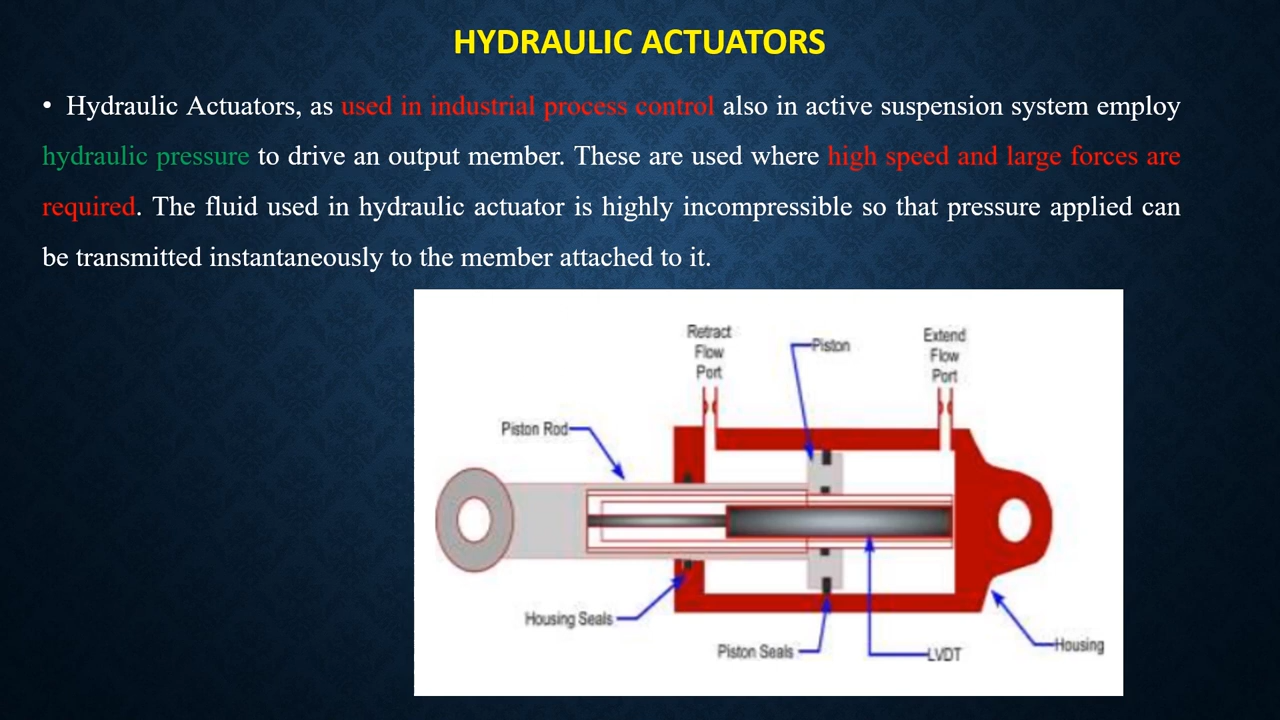 HYDRAULIC ACTUATORS
• Hydraulic Actuators, as used in industrial process control also in active suspension system employ
hydraulic pressure to drive an output member. These are used where high speed and large forces are
required. The fluid used in hydraulic actuator is highly incompressible so that pressure applied can
be transmitted instantaneously to the member attached to it.
Retract
Flow
Port
Piston
Extend
Flow
Port
Piston Rod
Housing Seals
Piston Seals
LVDT
Housing